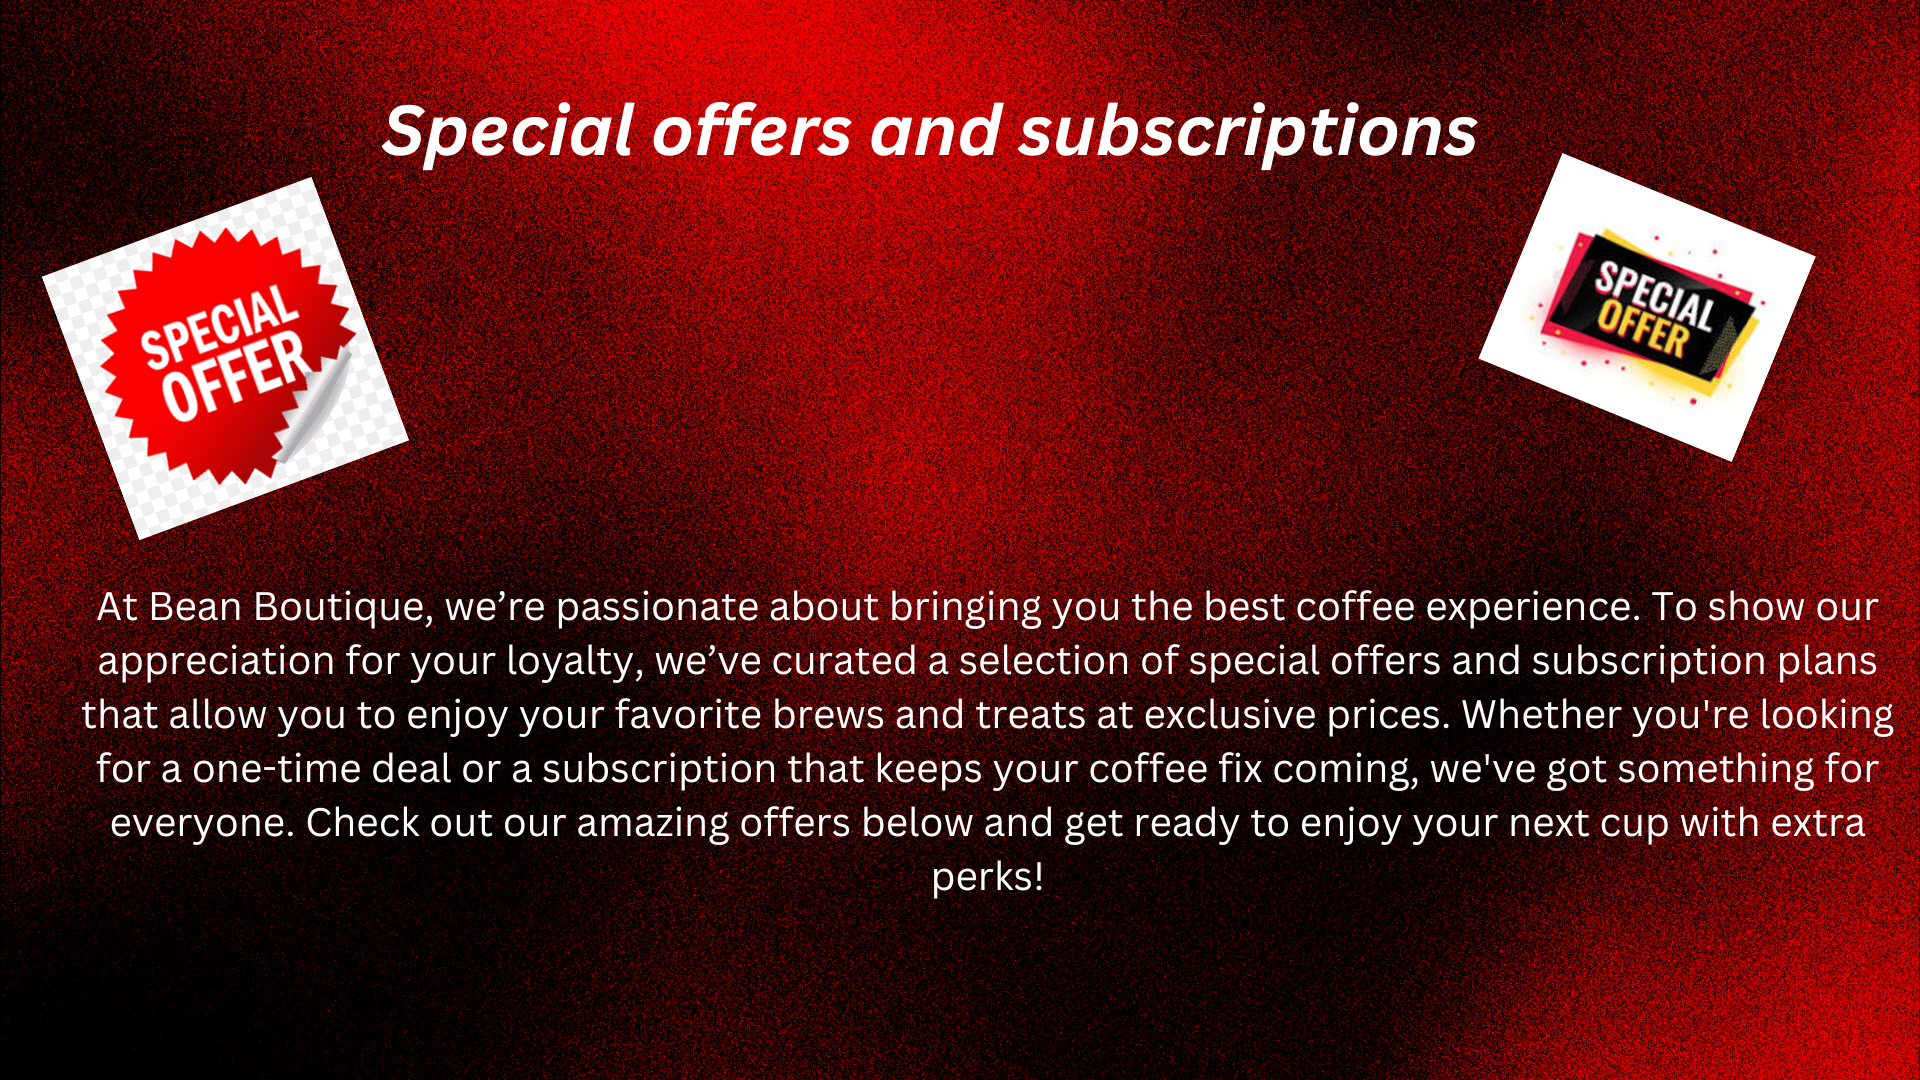 Special offers and subscriptions
SPECIAL
OFFER
SPECIAL
OFFER
At Bean Boutique, we’re passionate about bringing you the best coffee experience. To show our
appreciation for your loyalty, we’ve curated a selection of special offers and subscription plans
that allow you to enjoy your favorite brews and treats at exclusive prices. Whether you're looking
for a one-time deal or a subscription that keeps your coffee fix coming, we've got something for
everyone. Check out our amazing offers below and get ready to enjoy your next cup with extra
perks!